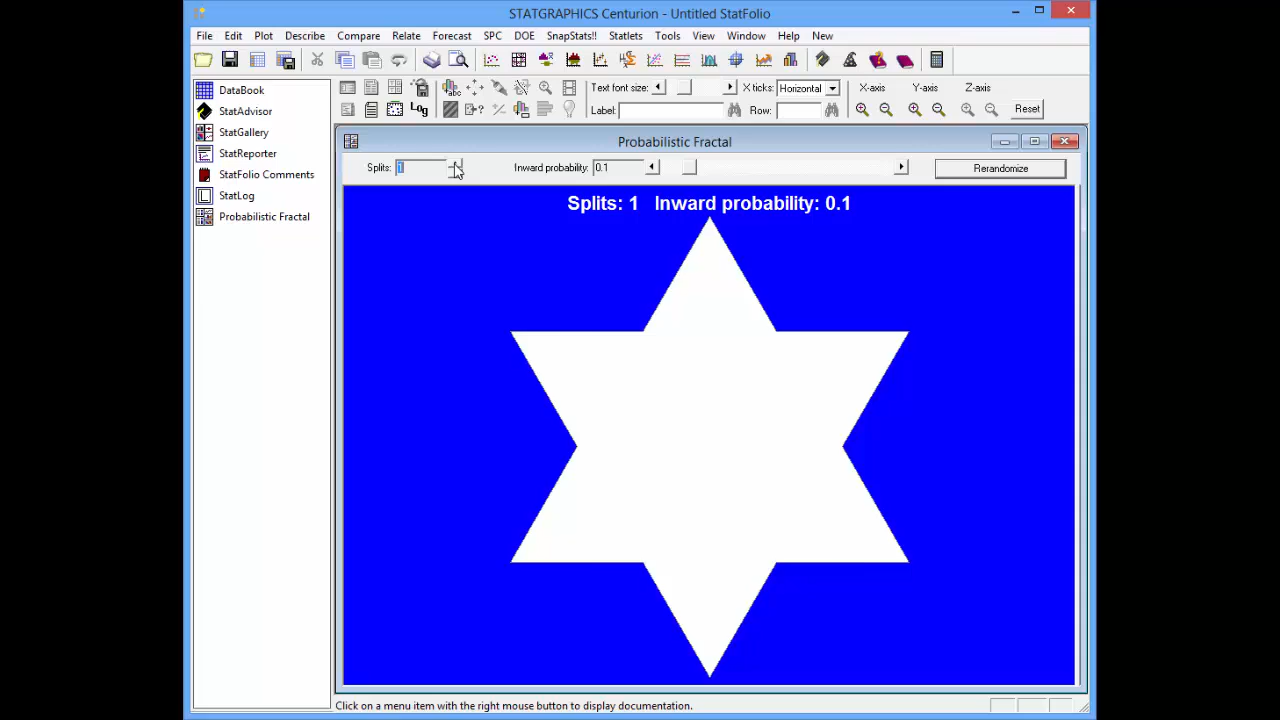 STATGRAPHICS Centurion - Untitled StatFolio
File Edit Plot Describe Compare Relate Forecast SPC DOE SnapStats!! Statlets Tools View Window Help New
Text font size: X ticks: Horizontal X-axis Y-axis Z-axis
Log Label: Row: Reset
DataBook
StatAdvisor
StatGallery
StatReporter
StatFolio Comments
StatLog
Probabilistic Fractal
Probabilistic Fractal
Splits: 1 Inward probability: 0.1 Rerandomize
Splits: 1 Inward probability: 0.1
Click on a menu item with the right mouse button to display documentation.